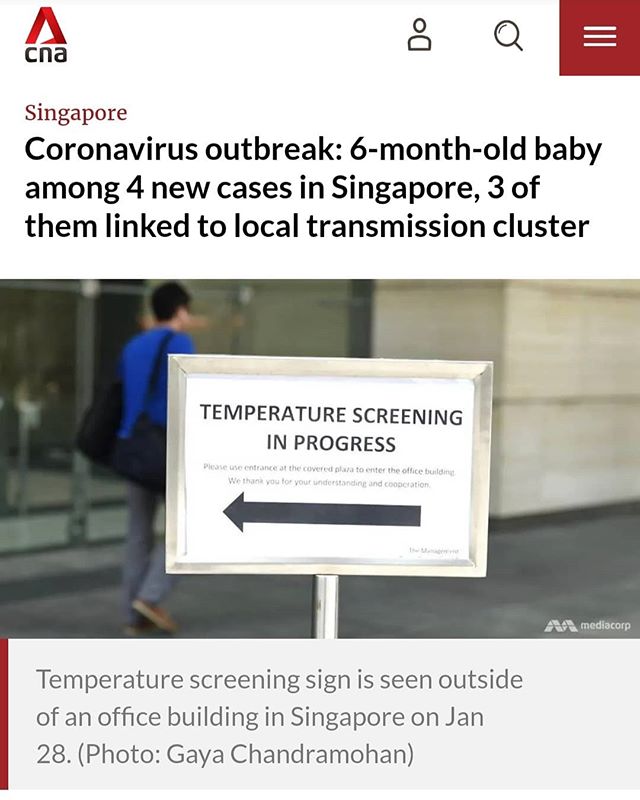 cna
Singapore
Coronavirus outbreak: 6-month-old baby
among 4 new cases in Singapore, 3 of
them linked to local transmission cluster
TEMPERATURE SCREENING
IN PROGRESS
Please use entrance at the covered plaza to enter the office building.
We thank you for your understanding and cooperation.
The Management
mediacorp
Temperature screening sign is seen outside
of an office building in Singapore on Jan
28. (Photo: Gaya Chandramohan)